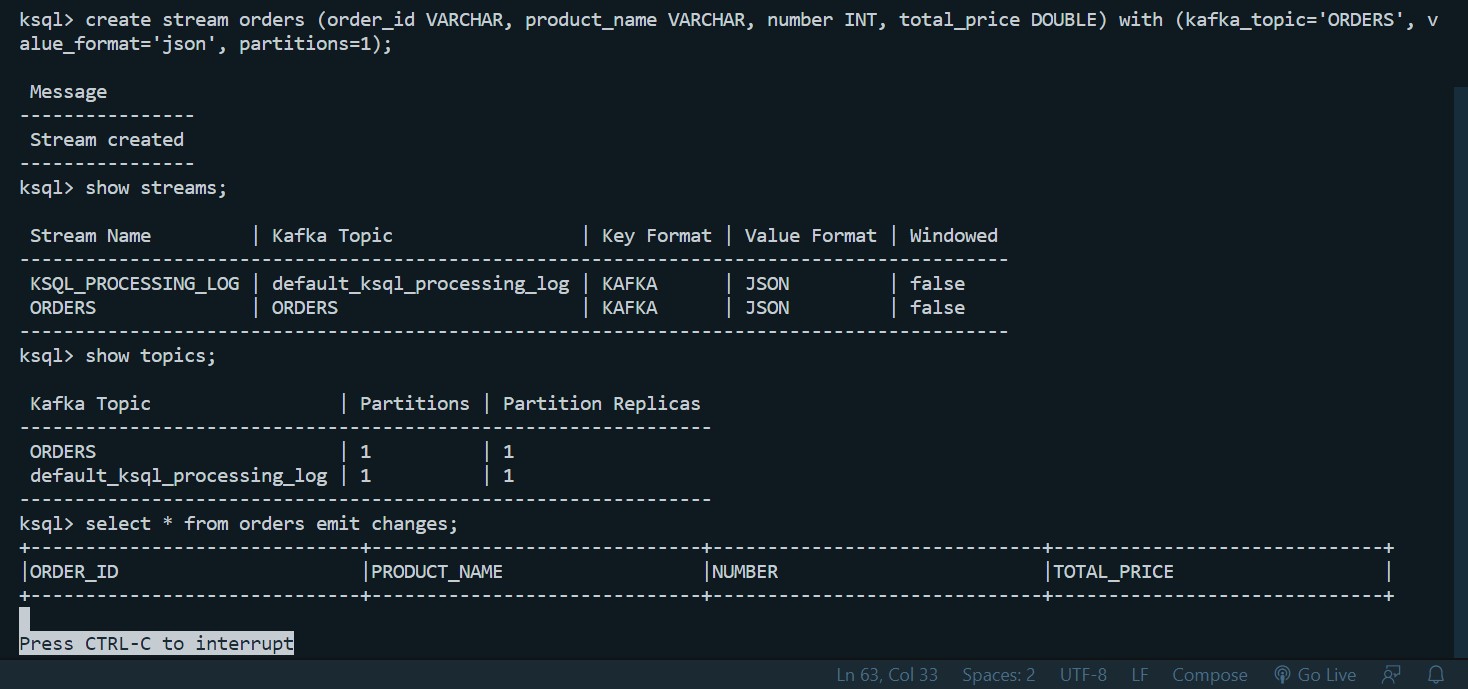 ksql> create stream orders (order_id VARCHAR, product_name VARCHAR, number INT, total_price DOUBLE) with (kafka_topic='ORDERS', v
alue_format='json', partitions=1);
 Message
----------------
 Stream created
----------------
ksql> show streams;
 Stream Name         | Kafka Topic                 | Key Format | Value Format | Windowed
------------------------------------------------------------------------------------------
 KSQL_PROCESSING_LOG | default_ksql_processing_log | KAFKA      | JSON         | false
 ORDERS              | ORDERS                      | KAFKA      | JSON         | false
------------------------------------------------------------------------------------------
ksql> show topics;
 Kafka Topic                 | Partitions | Partition Replicas
---------------------------------------------------------------
 ORDERS                      | 1          | 1
 default_ksql_processing_log | 1          | 1
---------------------------------------------------------------
ksql> select * from orders emit changes;
+------------------------------+------------------------------+------------------------------+------------------------------+
|ORDER_ID                      |PRODUCT_NAME                  |NUMBER                        |TOTAL_PRICE                   |
+------------------------------+------------------------------+------------------------------+------------------------------+
Press CTRL-C to interrupt
Ln 63, Col 33 Spaces: 2 UTF-8 LF Compose Go Live